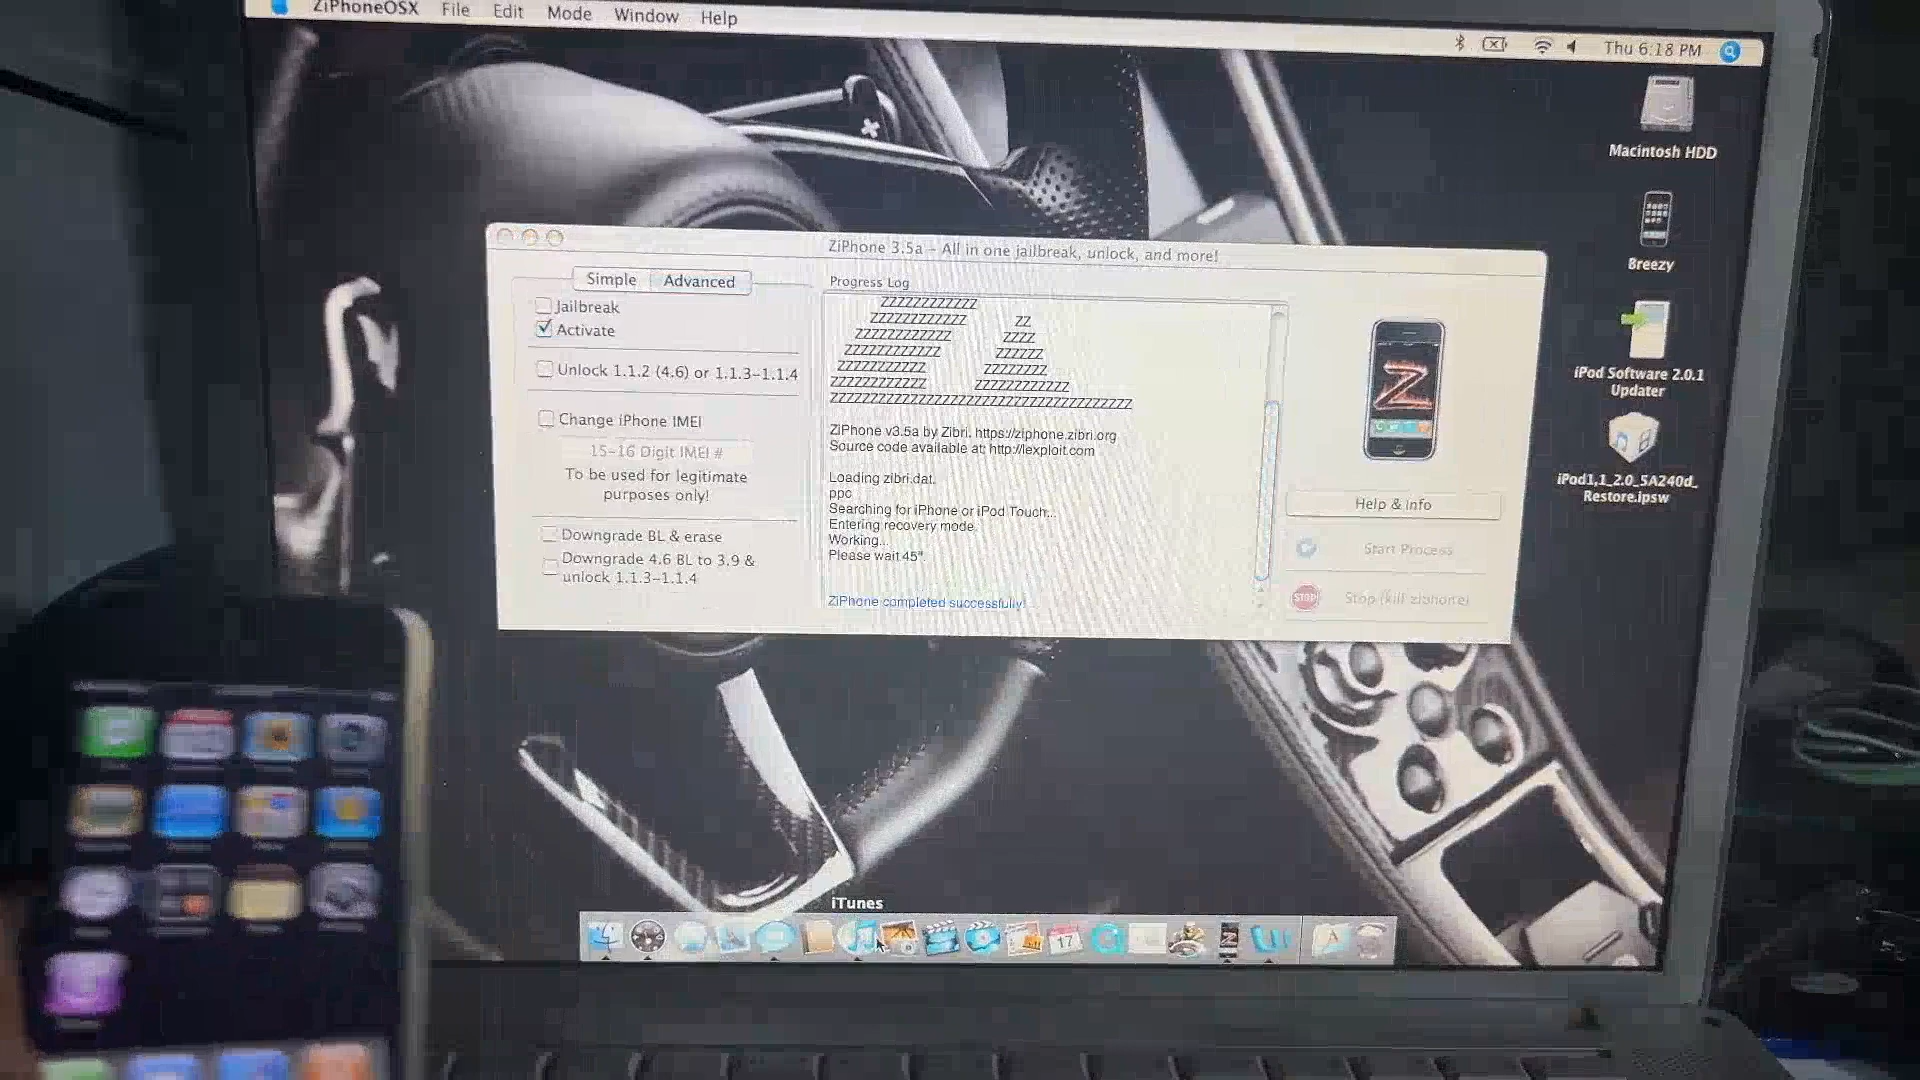 ZiPhoneOSX File Edit Mode Window Help
Thu 6:18 PM
Macintosh HDD
Breezy
iPod Software 2.0.1
Updater
iPod1,1_2.0_5A240d_
Restore.ipsw
ZiPhone 3.5a - All in one jailbreak, unlock, and more!
Simple Advanced
Jailbreak
Activate
Unlock 1.1.2 (4.6) or 1.1.3-1.1.4
Change iPhone IMEI
15-16 Digit IMEI #
To be used for legitimate
purposes only!
Downgrade BL & erase
Downgrade 4.6 BL to 3.9 &
unlock 1.1.3-1.1.4
Progress Log
ZiPhone v3.5a by Zibri. https://ziphone.zibri.org
Source code available at: http://iexploit.com
Loading zibri.dat.
ppc
Searching for iPhone or iPod Touch...
Entering recovery mode.
Working...
Please wait 45".
ZiPhone completed successfully!
Z
Help & Info
Start Process
STOP
Stop (kill ziphone)
iTunes
17